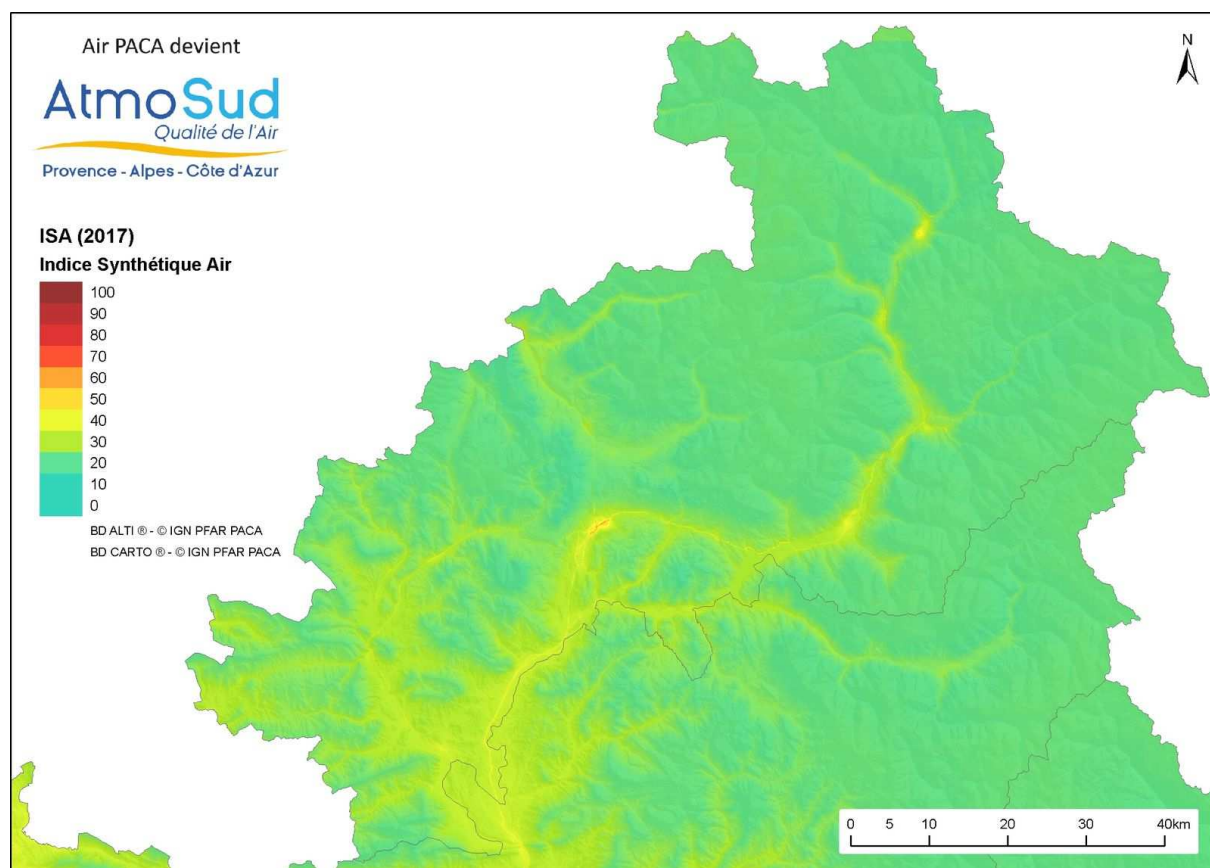 Air PACA devient
AtmoSud
Qualité de l'Air
Provence - Alpes - Côte d'Azur
N
ISA (2017)
Indice Synthétique Air
100
90
80
70
60
50
40
30
20
10
0
BD ALTI ® - © IGN PFAR PACA
BD CARTO ® - © IGN PFAR PACA
0 5 10 20 30 40km